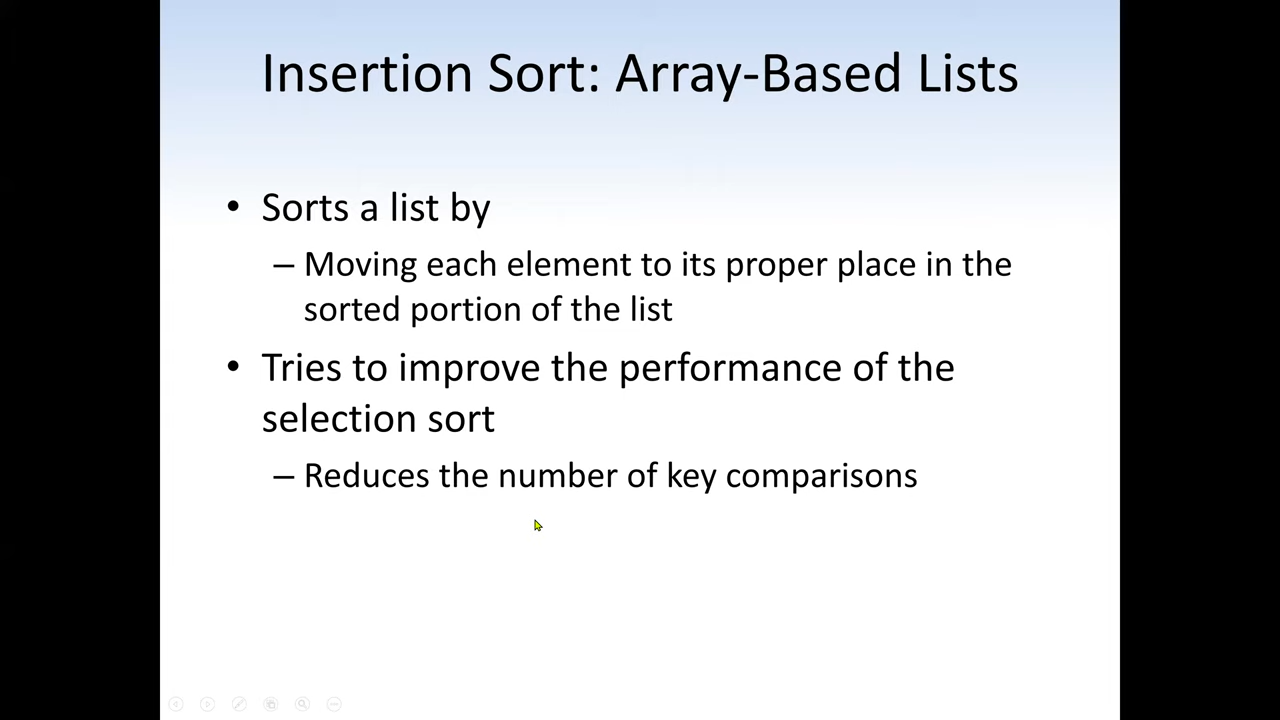 Insertion Sort: Array-Based Lists
• Sorts a list by
– Moving each element to its proper place in the
sorted portion of the list
• Tries to improve the performance of the
selection sort
– Reduces the number of key comparisons